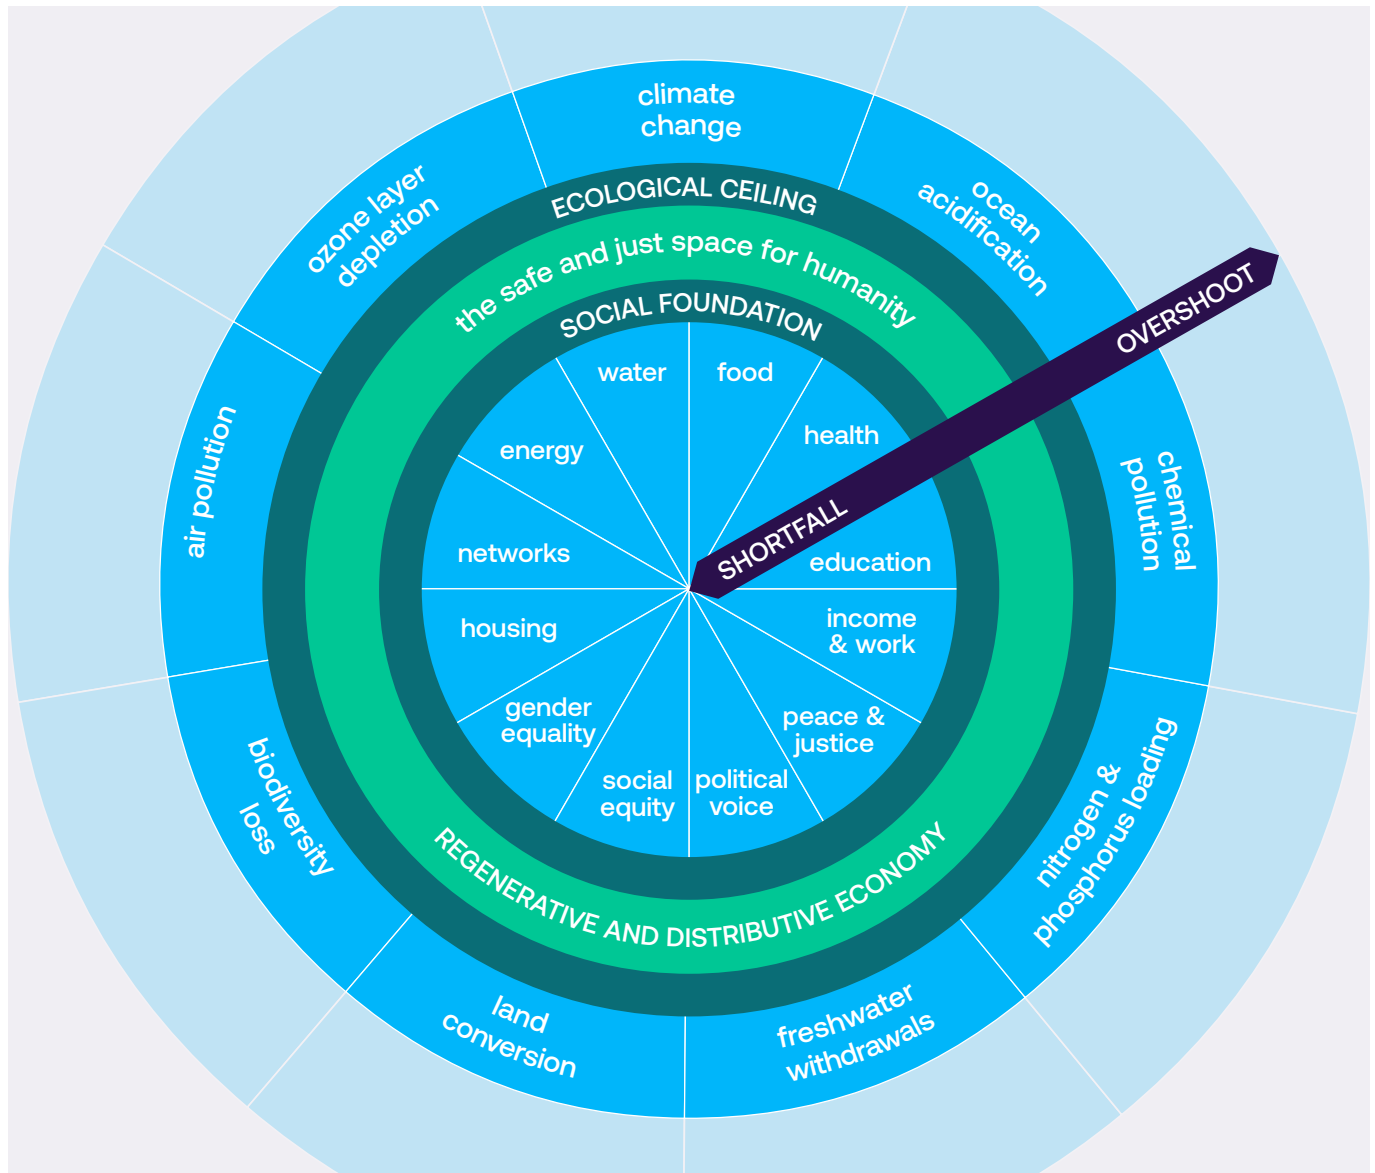 climate
change
ocean
acidification
chemical
pollution
nitrogen &
phosphorus loading
freshwater
withdrawals
land
conversion
biodiversity
loss
air pollution
ozone layer
depletion
ECOLOGICAL CEILING
the safe and just space for humanity
SOCIAL FOUNDATION
water
food
health
education
income
& work
peace &
justice
political
voice
social
equity
gender
equality
housing
networks
energy
SHORTFALL
OVERSHOOT
REGENERATIVE AND DISTRIBUTIVE ECONOMY